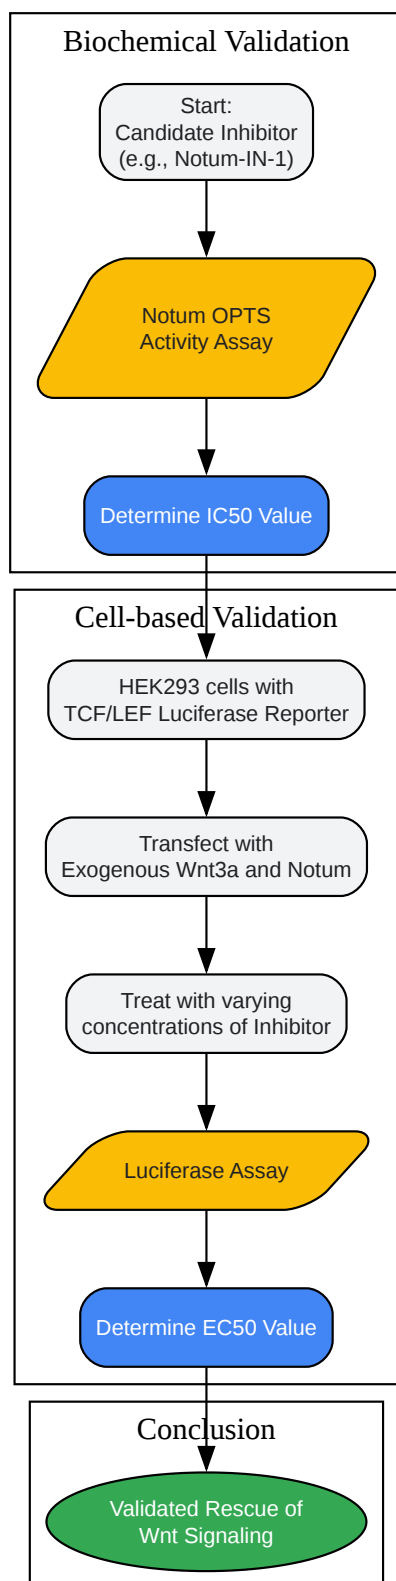 Biochemical Validation
Start:
Candidate Inhibitor
(e.g., Notum-IN-1)
Notum OPTS
Activity Assay
Determine IC50 Value
Cell-based Validation
HEK293 cells with
TCF/LEF Luciferase Reporter
Transfect with
Exogenous Wnt3a and Notum
Treat with varying
concentrations of Inhibitor
Luciferase Assay
Determine EC50 Value
Conclusion
Validated Rescue of
Wnt Signaling